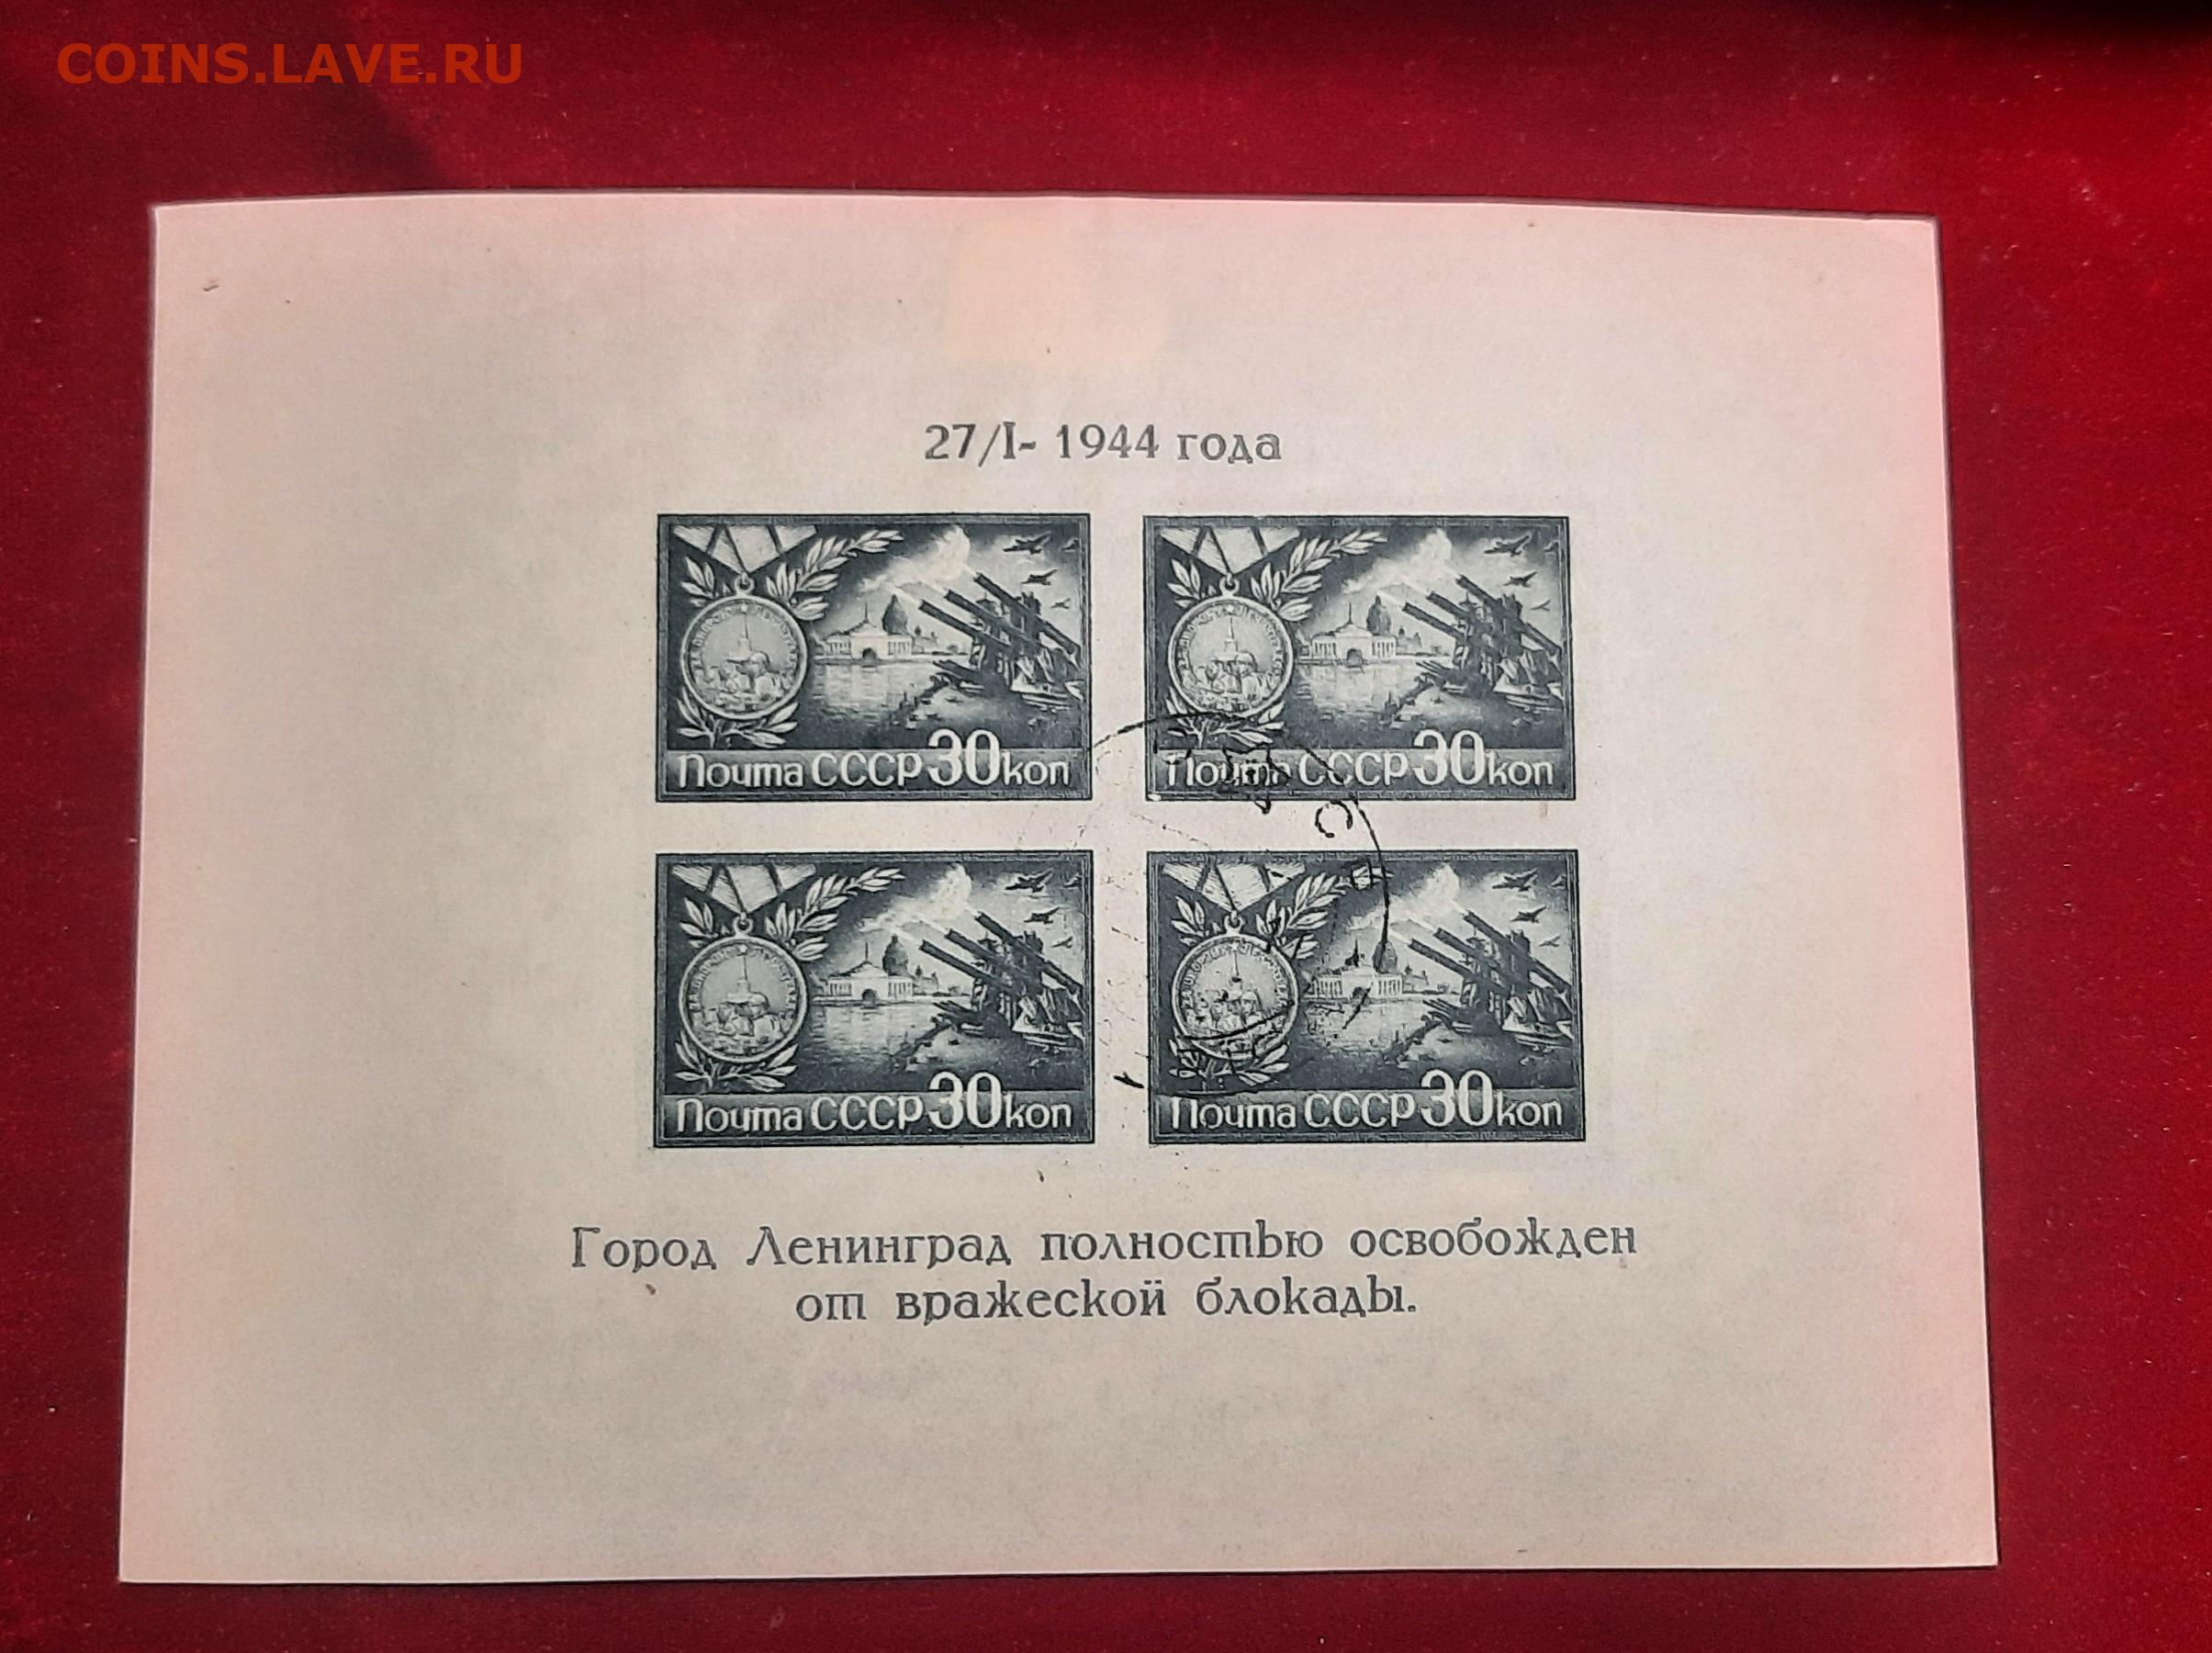 COINS.LAVE.RU
27/I- 1944 года
Почта СССР 30 коп
Почта СССР 30 коп
Почта СССР 30 коп
Почта СССР 30 коп
Город Ленинград полностью освобожден
от вражеской блокады.